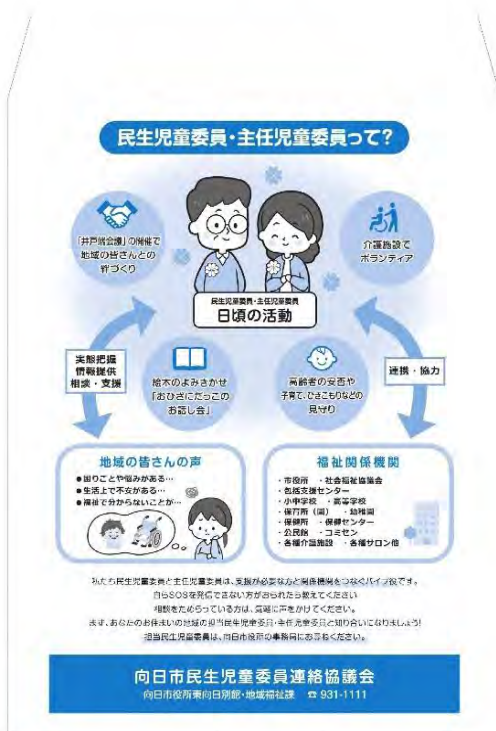 民生児童委員・主任児童委員って?
「井戸端会議」の開催で
地域の皆さんとの
絆づくり
介護施設で
ボランティア
民生児童委員・主任児童委員
日頃の活動
実態把握
情報提供
相談・支援
絵本のよみきかせ
「おひざにだっこの
お話し会」
高齢者の安否や
子育て、ひきこもりなどの
見守り
連携・協力
地域の皆さんの声
●困りごとや悩みがある…
●生活上で不安がある…
●福祉で分からないことが…
福祉関係機関
・市役所 ・社会福祉協議会
・包括支援センター
・小中学校 ・高等学校
・保育所(園) ・幼稚園
・保健所 ・保健センター
・公民館 ・コミセン
・各種介護施設 ・各種サロン他
私たち民生児童委員と主任児童委員は、支援が必要な方と関係機関をつなぐパイプ役です。
自らSOSを発信できない方がおられたら教えてください
相談をためらっている方は、気軽に声をかけてください。
まず、あなたのお住まいの地域の担当民生児童委員・主任児童委員と知り合いになりましょう!
担当民生児童委員は、向日市役所の事務局にお尋ねください。
向日市民生児童委員連絡協議会
向日市役所東向日別館・地域福祉課 ☎ 931-1111